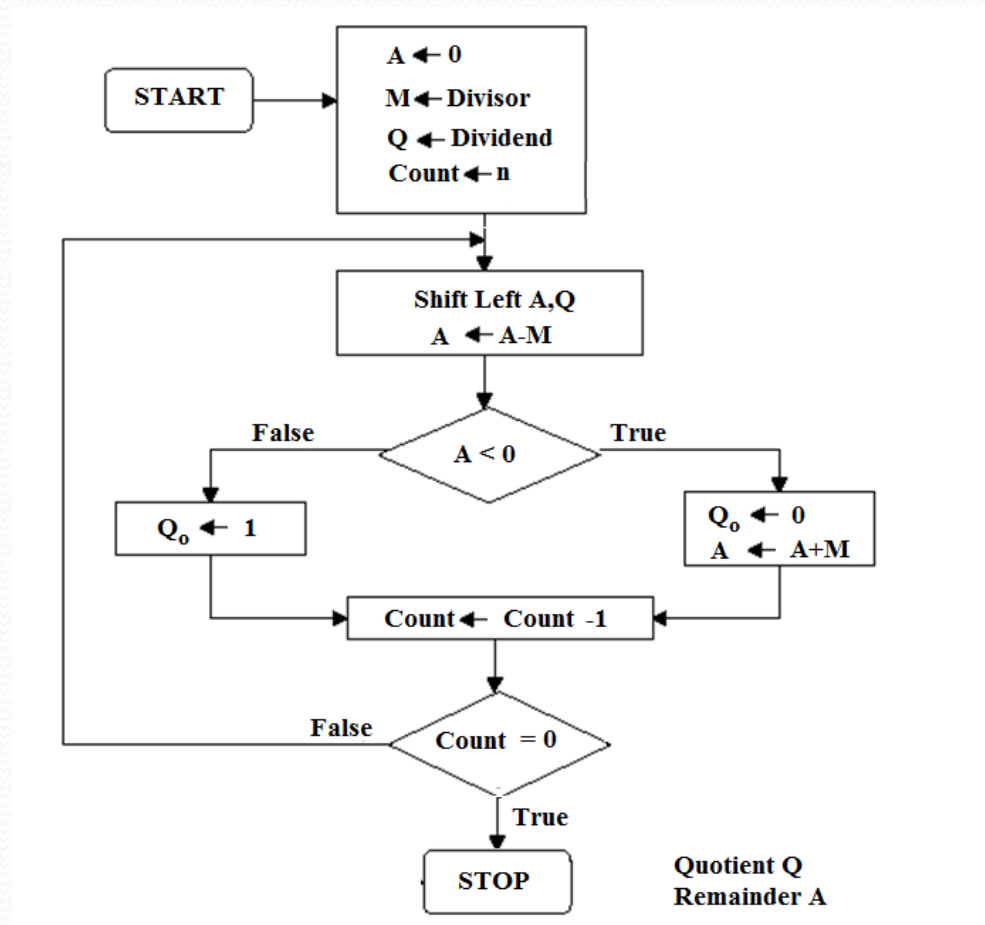 START
A ← 0
M ← Divisor
Q ← Dividend
Count ← n
Shift Left A,Q
A ← A-M
False
A < 0
True
Qo ← 1
Qo ← 0
A ← A+M
Count ← Count -1
False
Count = 0
True
STOP
Quotient Q
Remainder A